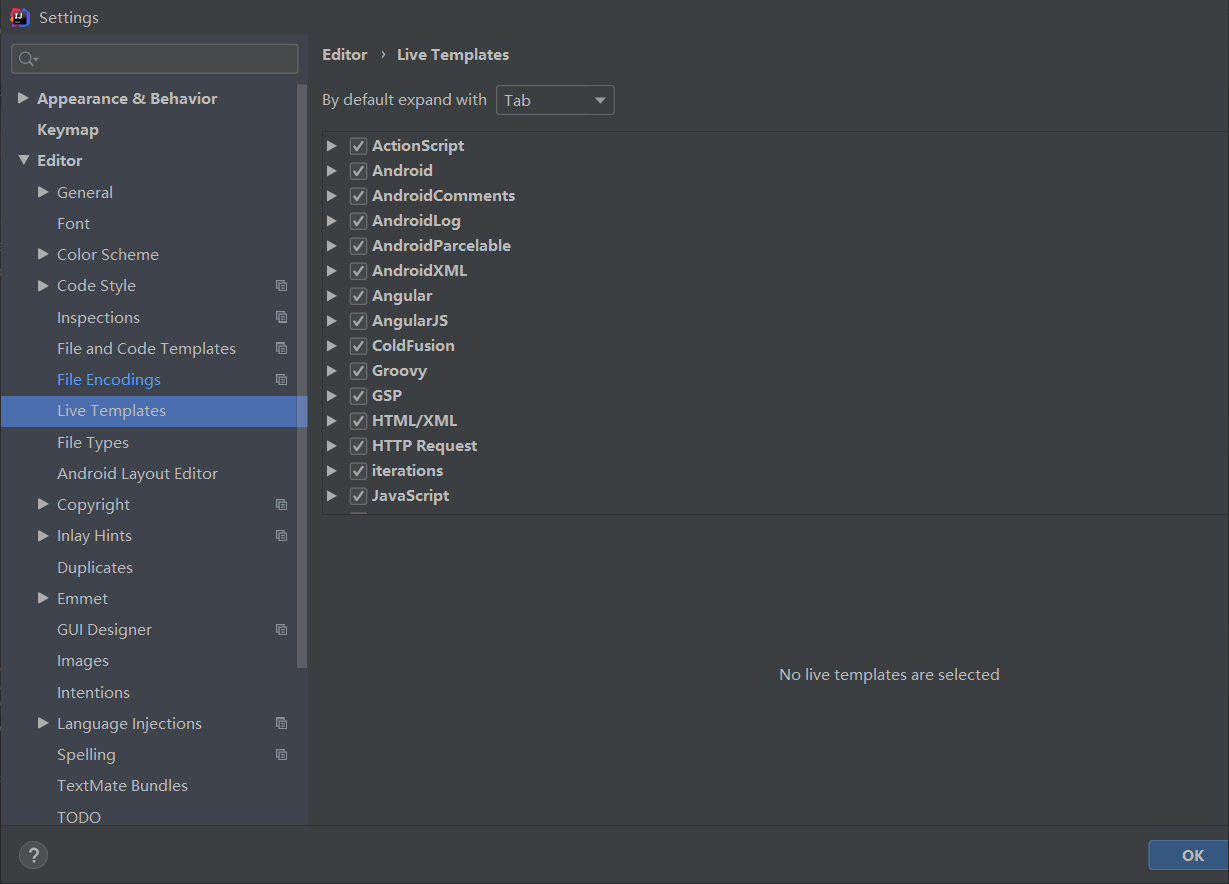 Settings
Appearance & Behavior
Keymap
Editor
General
Font
Color Scheme
Code Style
Inspections
File and Code Templates
File Encodings
Live Templates
File Types
Android Layout Editor
Copyright
Inlay Hints
Duplicates
Emmet
GUI Designer
Images
Intentions
Language Injections
Spelling
TextMate Bundles
TODO
Editor › Live Templates
By default expand with Tab
ActionScript
Android
AndroidComments
AndroidLog
AndroidParcelable
AndroidXML
Angular
AngularJS
ColdFusion
Groovy
GSP
HTML/XML
HTTP Request
iterations
JavaScript
No live templates are selected
?
OK